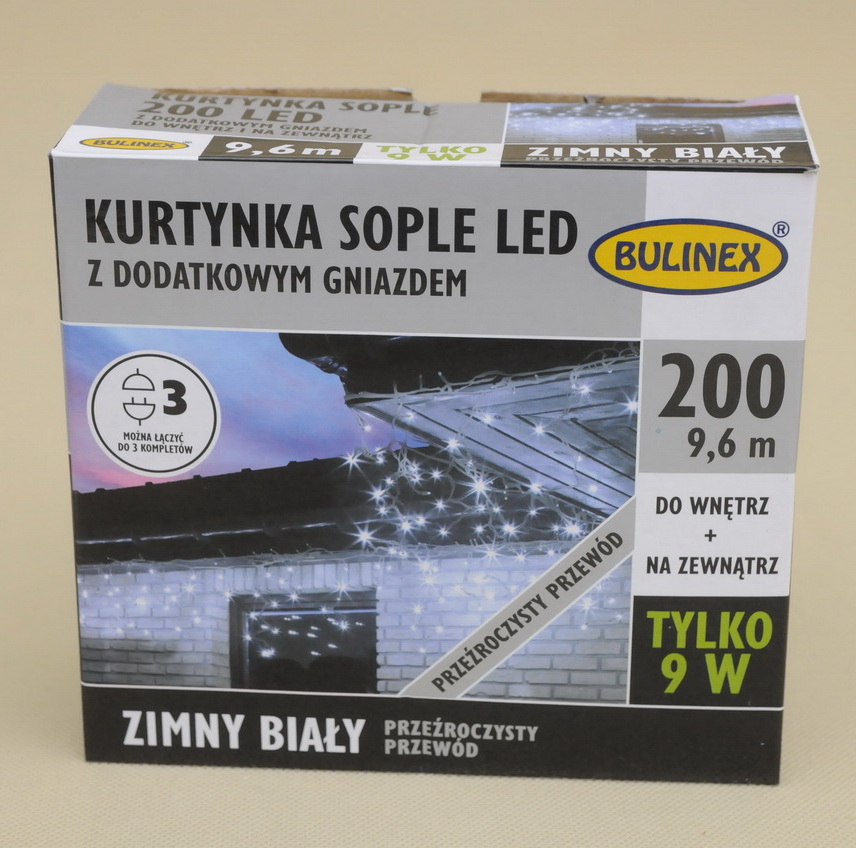 KURTYNKA SOPLE
200 LED
Z DODATKOWYM GNIAZDEM
DO WNĘTRZ I NA ZEWNĄTRZ
BULINEX
9,6 m
TYLKO
9 W
ZIMNY BIAŁY
PRZEŹROCZYSTY PRZEWÓD
KURTYNKA SOPLE LED
Z DODATKOWYM GNIAZDEM
BULINEX®
3
MOŻNA ŁĄCZYĆ
DO 3 KOMPLETÓW
200
9,6 m
DO WNĘTRZ
+
NA ZEWNĄTRZ
PRZEŹROCZYSTY PRZEWÓD
TYLKO
9 W
ZIMNY BIAŁY
PRZEŹROCZYSTY
PRZEWÓD